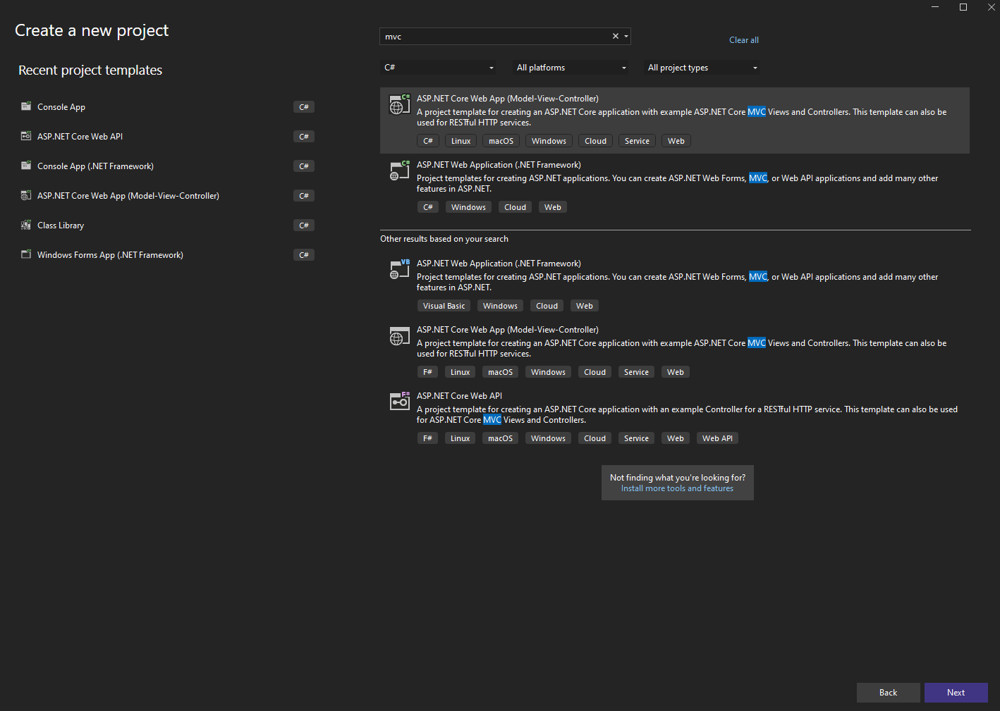 Create a new project
Recent project templates
Console App C#
ASP.NET Core Web API C#
Console App (.NET Framework) C#
ASP.NET Core Web App (Model-View-Controller) C#
Class Library C#
Windows Forms App (.NET Framework) C#
mvc
Clear all
C# All platforms All project types
C#
ASP.NET Core Web App (Model-View-Controller)
A project template for creating an ASP.NET Core application with example ASP.NET Core MVC Views and Controllers. This template can also be
used for RESTful HTTP services.
C# Linux macOS Windows Cloud Service Web
C#
ASP.NET Web Application (.NET Framework)
Project templates for creating ASP.NET applications. You can create ASP.NET Web Forms, MVC, or Web API applications and add many other
features in ASP.NET.
C# Windows Cloud Web
Other results based on your search
VB
ASP.NET Web Application (.NET Framework)
Project templates for creating ASP.NET applications. You can create ASP.NET Web Forms, MVC, or Web API applications and add many other
features in ASP.NET.
Visual Basic Windows Cloud Web
ASP.NET Core Web App (Model-View-Controller)
A project template for creating an ASP.NET Core application with example ASP.NET Core MVC Views and Controllers. This template can also be
used for RESTful HTTP services.
F# Linux macOS Windows Cloud Service Web
F#
ASP.NET Core Web API
A project template for creating an ASP.NET Core application with an example Controller for a RESTful HTTP service. This template can also be used
for ASP.NET Core MVC Views and Controllers.
F# Linux macOS Windows Cloud Service Web Web API
Not finding what you're looking for?
Install more tools and features
Back Next